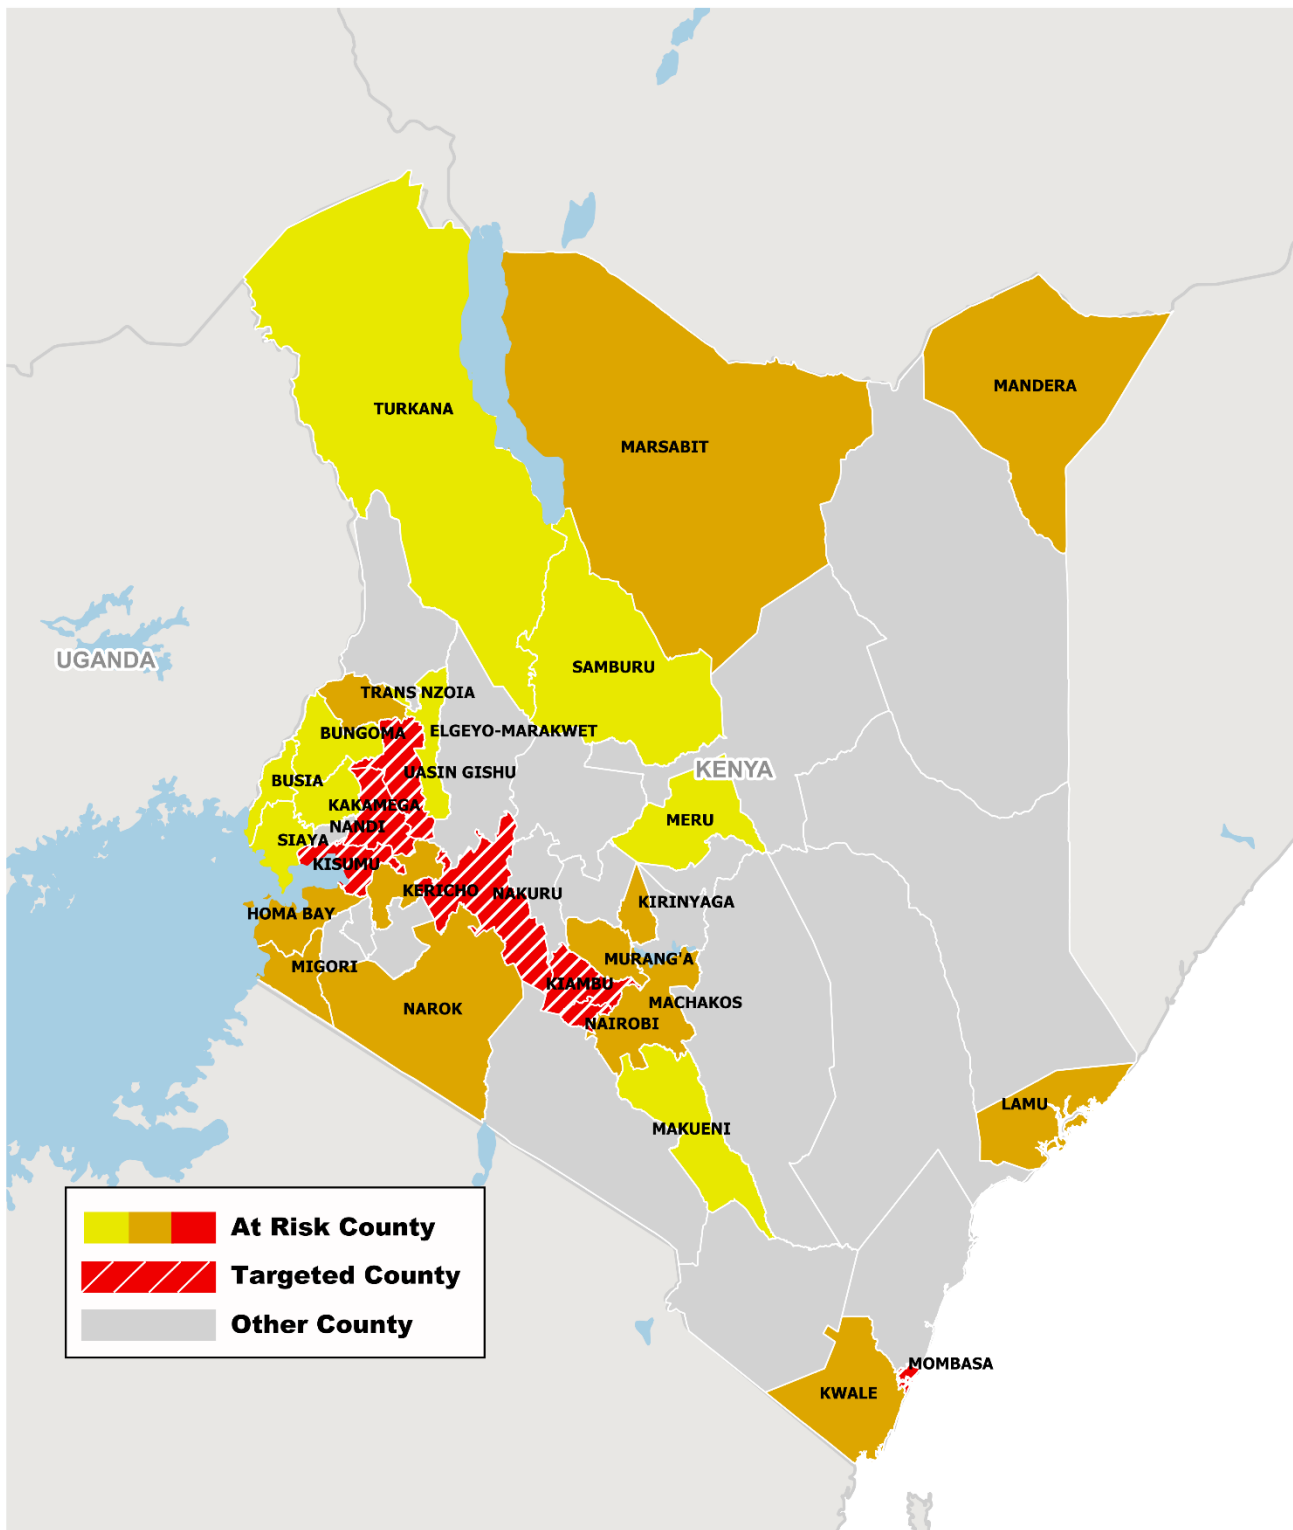 MANDERA
TURKANA
MARSABIT
UGANDA
SAMBURU
TRANS NZOIA
BUNGOMA
ELGEYO-MARAKWET
KENYA
UASIN GISHU
BUSIA
KAKAMEGA
MERU
NANDI
SIAYA
KISUMU
KERICHO
NAKURU
KIRINYAGA
HOMA BAY
MURANG'A
MIGORI
KIAMBU
MACHAKOS
NAROK
NAIROBI
LAMU
MAKUENI
At Risk County
Targeted County
Other County
MOMBASA
KWALE